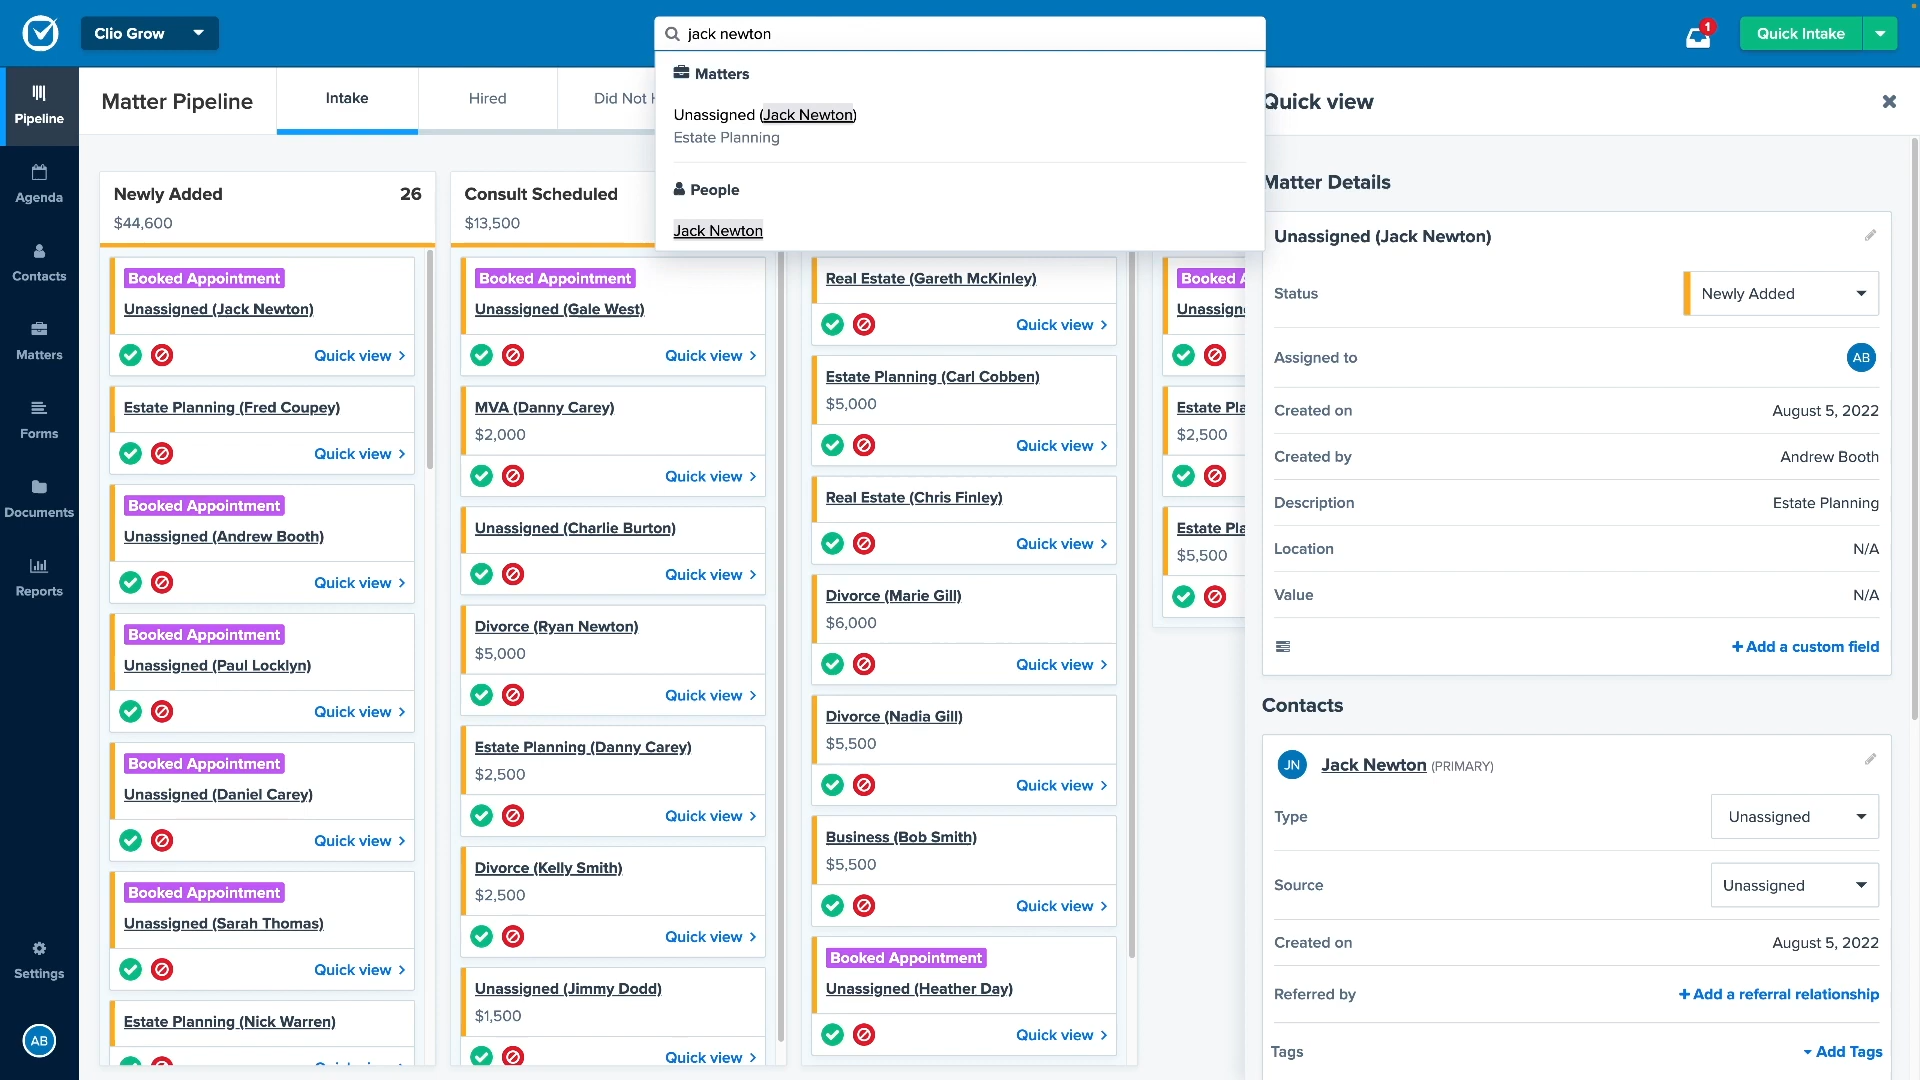 Clio Grow
jack newton
1
Quick Intake
Matters
Unassigned (Jack Newton)
Estate Planning
People
Jack Newton
Pipeline
Agenda
Contacts
Matters
Forms
Documents
Reports
Settings
AB
Matter Pipeline
Intake
Hired
Did Not
Newly Added
26
$44,600
Booked Appointment
Unassigned (Jack Newton)
Quick view
Estate Planning (Fred Coupey)
Quick view
Booked Appointment
Unassigned (Andrew Booth)
Quick view
Booked Appointment
Unassigned (Paul Locklyn)
Quick view
Booked Appointment
Unassigned (Daniel Carey)
Quick view
Booked Appointment
Unassigned (Sarah Thomas)
Quick view
Estate Planning (Nick Warren)
Consult Scheduled
$13,500
Booked Appointment
Unassigned (Gale West)
Quick view
MVA (Danny Carey)
$2,000
Quick view
Unassigned (Charlie Burton)
Quick view
Divorce (Ryan Newton)
$5,000
Quick view
Estate Planning (Danny Carey)
$2,500
Quick view
Divorce (Kelly Smith)
$2,500
Quick view
Unassigned (Jimmy Dodd)
$1,500
Quick view
Real Estate (Gareth McKinley)
Quick view
Estate Planning (Carl Cobben)
$5,000
Quick view
Real Estate (Chris Finley)
Quick view
Divorce (Marie Gill)
$6,000
Quick view
Divorce (Nadia Gill)
$5,500
Quick view
Business (Bob Smith)
$5,500
Quick view
Booked Appointment
Unassigned (Heather Day)
Quick view
Booked A
Unassign
Estate Pla
$2,500
Estate Pla
$5,500
Quick view
Matter Details
Unassigned (Jack Newton)
Status
Newly Added
Assigned to
AB
Created on
August 5, 2022
Created by
Andrew Booth
Description
Estate Planning
Location
N/A
Value
N/A
+ Add a custom field
Contacts
JN
Jack Newton (PRIMARY)
Type
Unassigned
Source
Unassigned
Created on
August 5, 2022
Referred by
+ Add a referral relationship
Tags
Add Tags